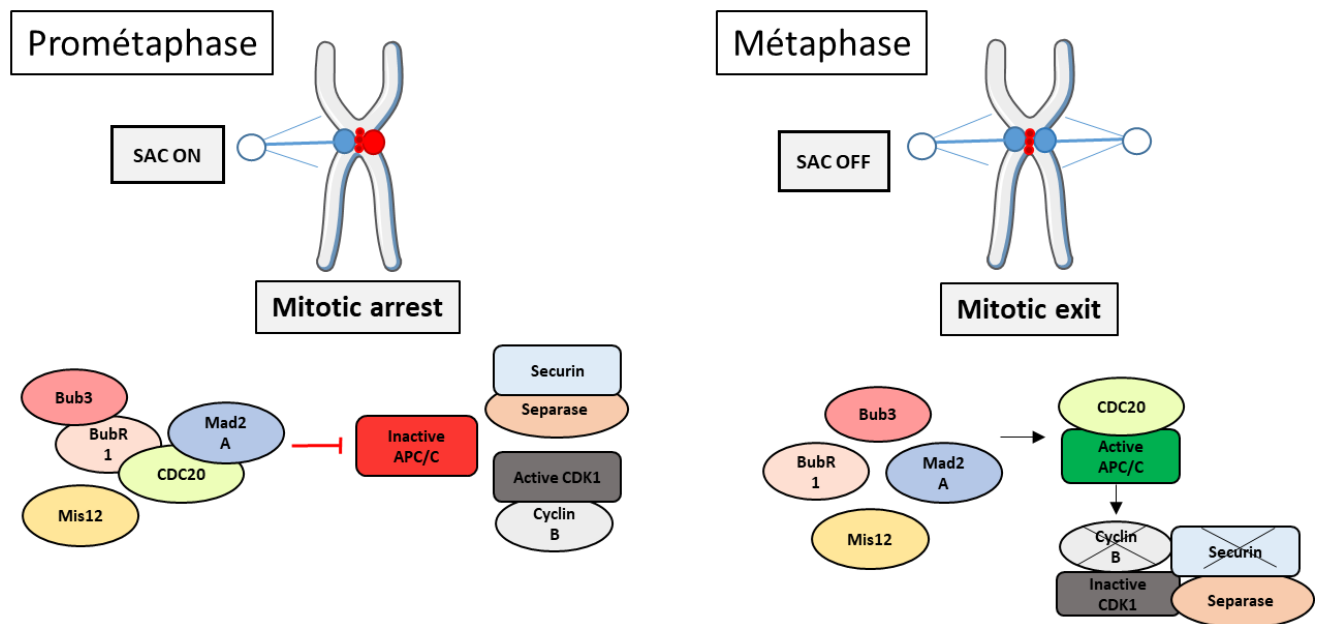 Prométaphase
SAC ON
Mitotic arrest
Bub3
BubR
1
Mad2
A
CDC20
Mis12
Inactive
APC/C
Securin
Separase
Active CDK1
Cyclin
B
Métaphase
SAC OFF
Mitotic exit
Bub3
BubR
1
Mad2
A
Mis12
CDC20
Active
APC/C
Cyclin
B
Inactive
CDK1
Securin
Separase